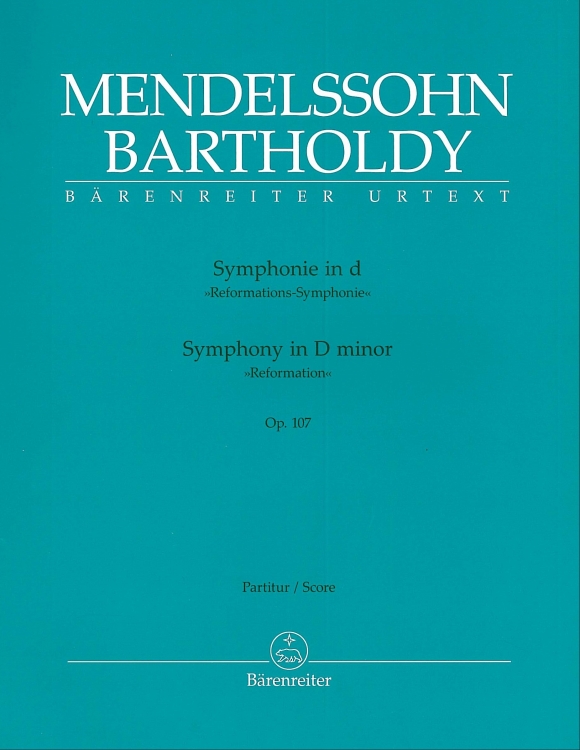 MENDELSSOHN
BARTHOLDY
BÄRENREITER URTEXT
Symphonie in d
»Reformations-Symphonie«
Symphony in D minor
»Reformation«
Op. 107
Partitur / Score
Bärenreiter